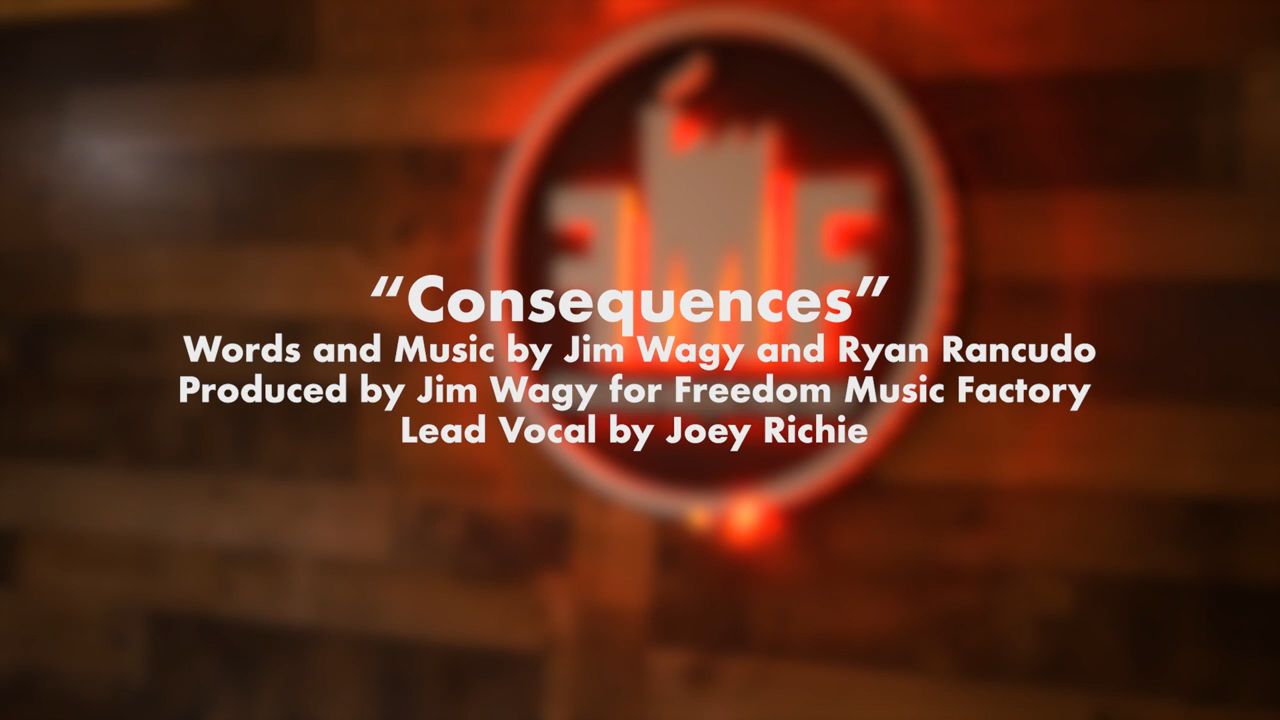 “Consequences”
Words and Music by Jim Wagy and Ryan Rancudo
Produced by Jim Wagy for Freedom Music Factory
Lead Vocal by Joey Richie